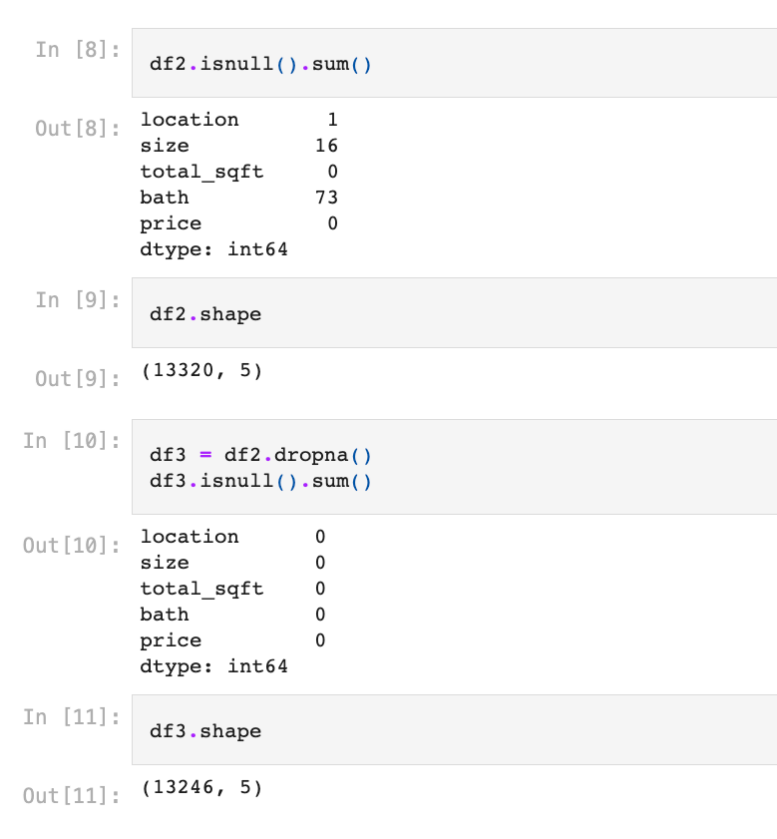 In [8]:
df2.isnull().sum()
Out[8]:
location 1
size 16
total_sqft 0
bath 73
price 0
dtype: int64
In [9]:
df2.shape
Out[9]:
(13320, 5)
In [10]:
df3 = df2.dropna()
df3.isnull().sum()
Out[10]:
location 0
size 0
total_sqft 0
bath 0
price 0
dtype: int64
In [11]:
df3.shape
Out[11]:
(13246, 5)